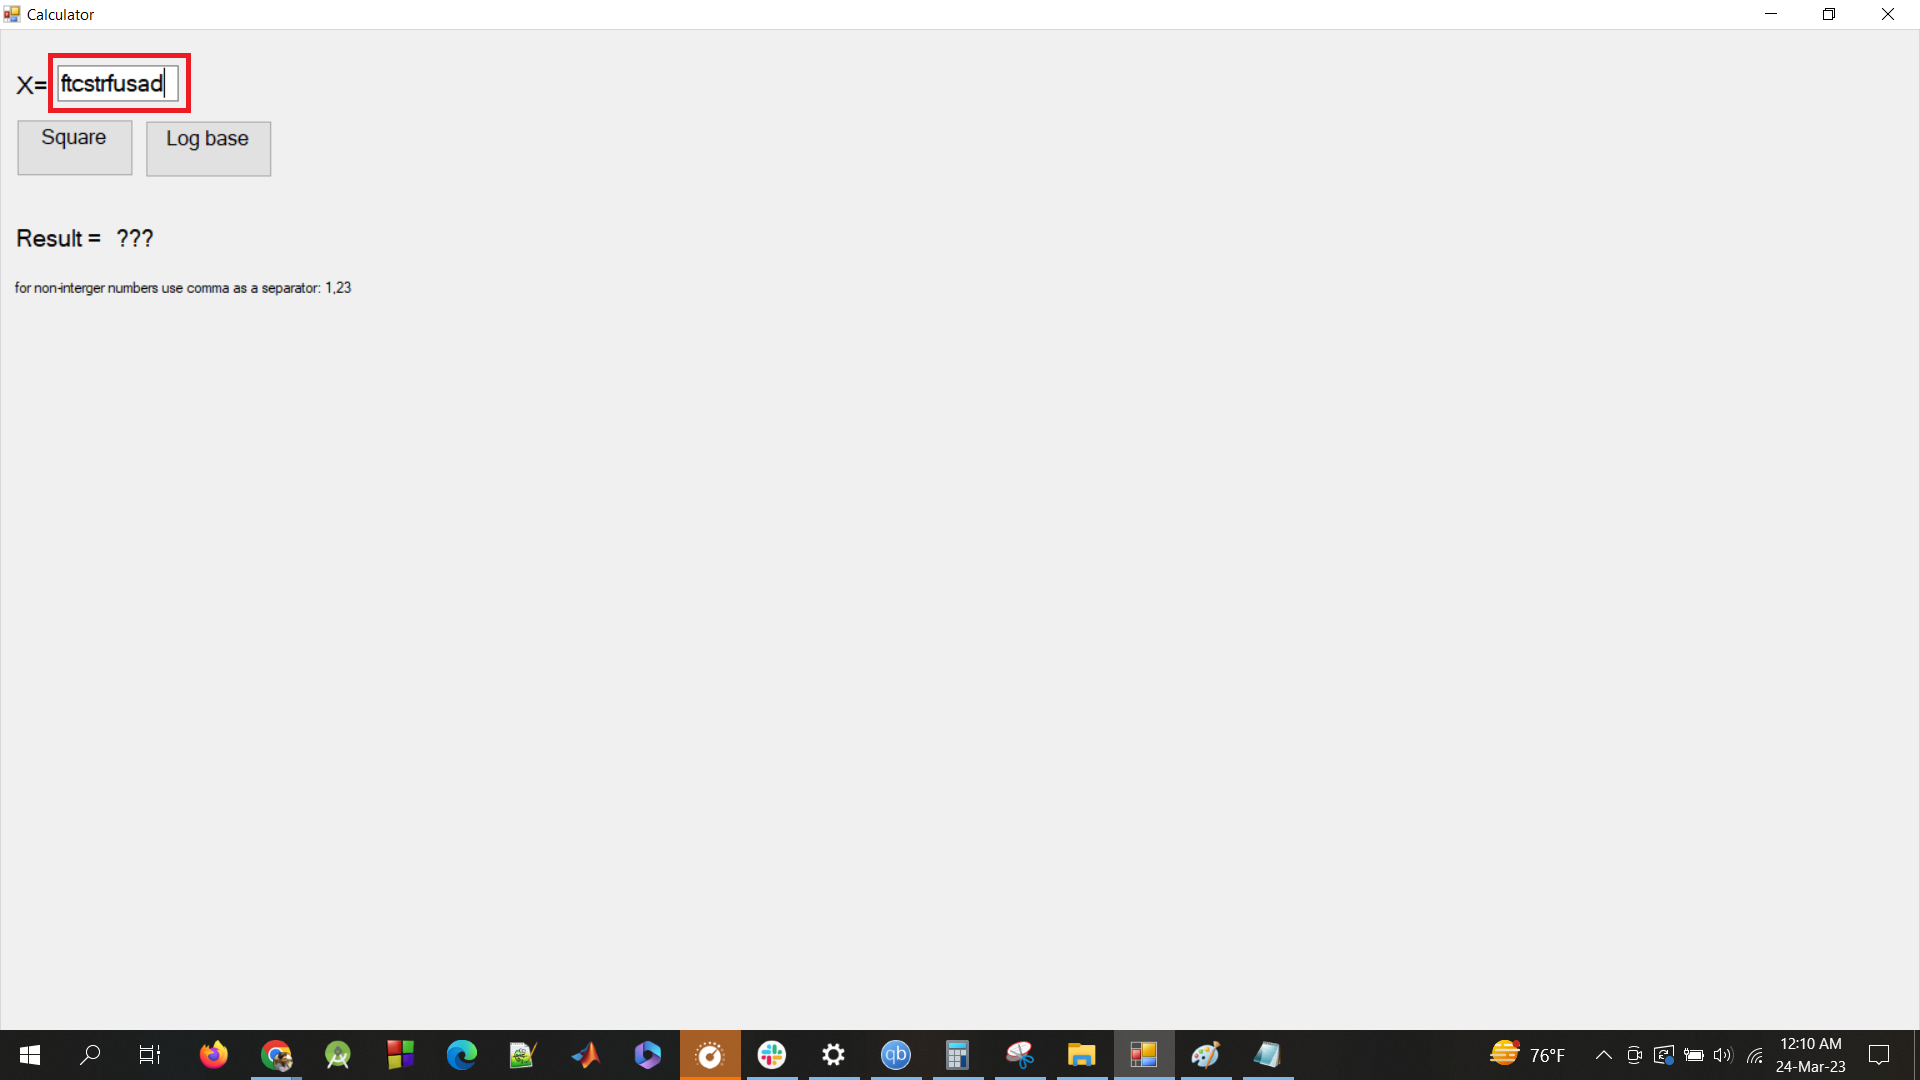 Calculator
X= ftcstrfusad
Square Log base
Result = ???
for non-interger numbers use comma as a separator: 1,23
qb 76°F 12:10 AM
24-Mar-23